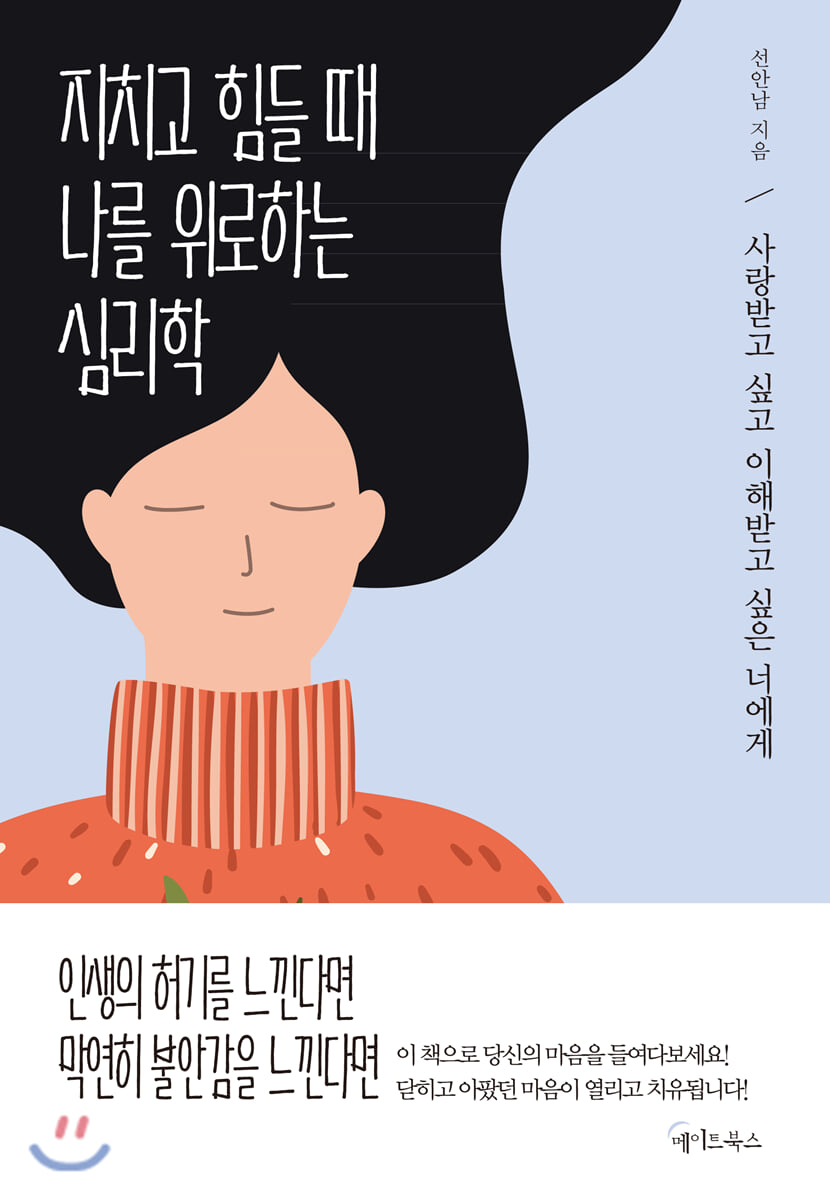 지치고 힘들 때
나를 위로하는
심리학
선안남 지음
사랑받고 싶고 이해받고 싶은 너에게
인생의 허기를 느낀다면
막연히 불안감을 느낀다면
이 책으로 당신의 마음을 들여다보세요!
닫히고 아팠던 마음이 열리고 치유됩니다!
메이트북스